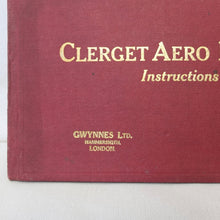 CLERGET AERO
Instructions
GWYNNES LTD.
HAMMERSMITH,
LONDON.